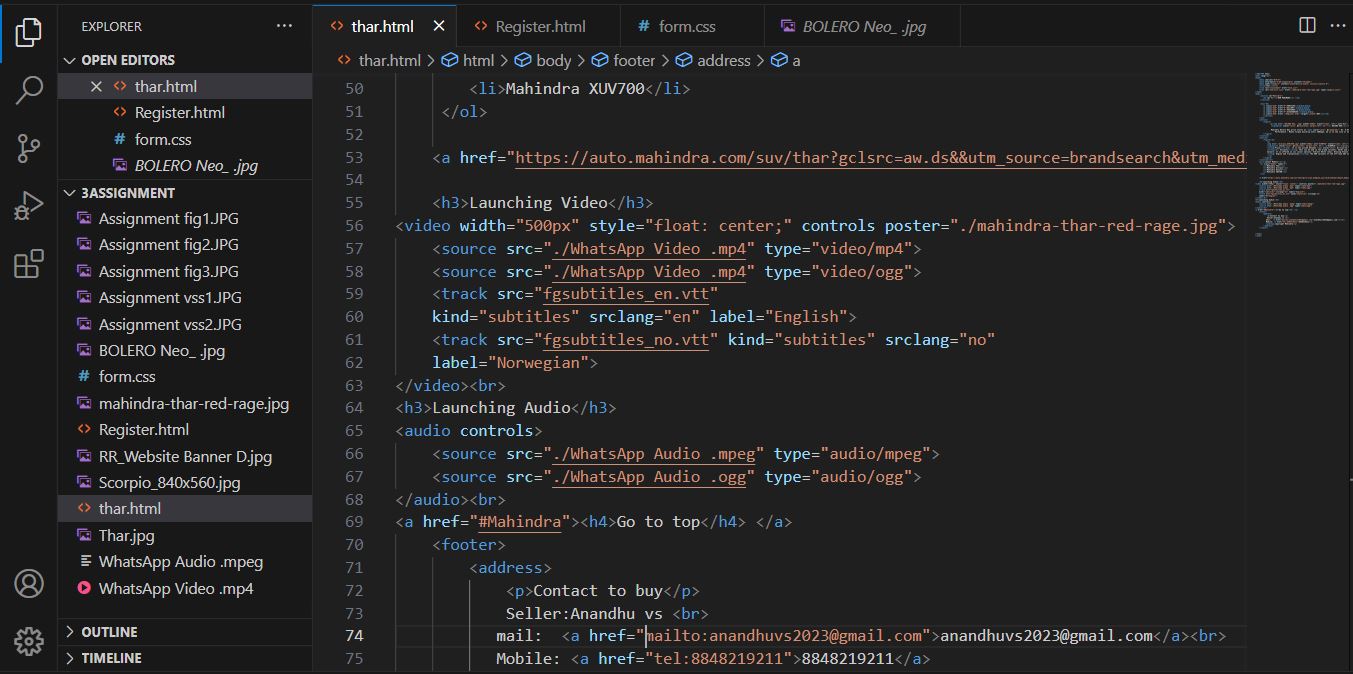 EXPLORER
OPEN EDITORS
thar.html
Register.html
form.css
BOLERO Neo_ .jpg
3ASSIGNMENT
Assignment fig1.JPG
Assignment fig2.JPG
Assignment fig3.JPG
Assignment vss1.JPG
Assignment vss2.JPG
BOLERO Neo_ .jpg
form.css
mahindra-thar-red-rage.jpg
Register.html
RR_Website Banner D.jpg
Scorpio_840x560.jpg
thar.html
Thar.jpg
WhatsApp Audio .mpeg
WhatsApp Video .mp4
OUTLINE
TIMELINE
thar.html Register.html form.css BOLERO Neo_ .jpg
thar.html > html > body > footer > address > a
50 <li>Mahindra XUV700</li>
51 </ol>
52
53 <a href="https://auto.mahindra.com/suv/thar?gclsrc=aw.ds&&utm_source=brandsearch&utm_med
54
55 <h3>Launching Video</h3>
56 <video width="500px" style="float: center;" controls poster="./mahindra-thar-red-rage.jpg">
57 <source src="./WhatsApp Video .mp4" type="video/mp4">
58 <source src="./WhatsApp Video .mp4" type="video/ogg">
59 <track src="fgsubtitles_en.vtt"
60 kind="subtitles" srclang="en" label="English">
61 <track src="fgsubtitles_no.vtt" kind="subtitles" srclang="no"
62 label="Norwegian">
63 </video><br>
64 <h3>Launching Audio</h3>
65 <audio controls>
66 <source src="./WhatsApp Audio .mpeg" type="audio/mpeg">
67 <source src="./WhatsApp Audio .ogg" type="audio/ogg">
68 </audio><br>
69 <a href="#Mahindra"><h4>Go to top</h4> </a>
70 <footer>
71 <address>
72 <p>Contact to buy</p>
73 Seller:Anandhu vs <br>
74 mail: <a href="mailto:anandhuvs2023@gmail.com">anandhuvs2023@gmail.com</a><br>
75 Mobile: <a href="tel:8848219211">8848219211</a>